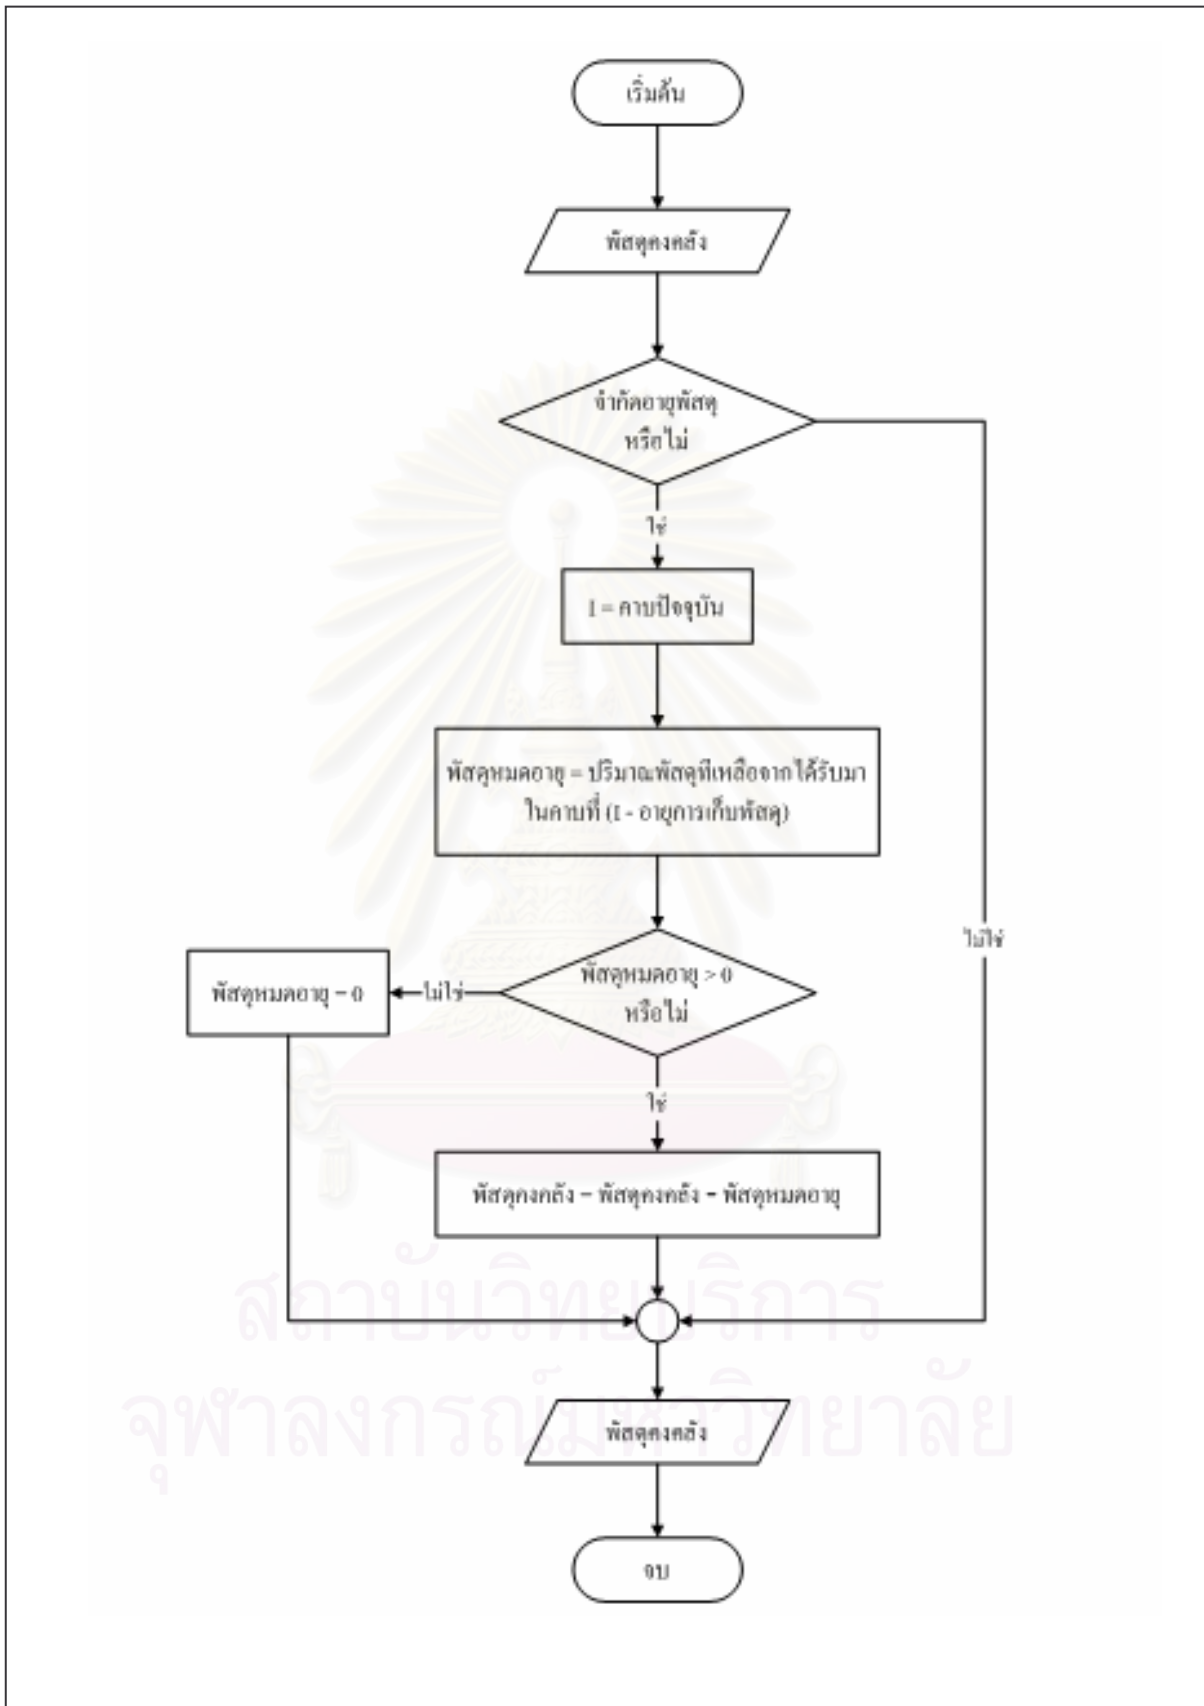 เริ่มต้น
พัสดุคงคลัง
จำกัดอายุพัสดุ
หรือไม่
ใช่
I = คาบปัจจุบัน
พัสดุหมดอายุ = ปริมาณพัสดุที่เหลือจากได้รับมา
ในคาบที่ (I - อายุการเก็บพัสดุ)
ไม่ใช่
พัสดุหมดอายุ > 0
หรือไม่
ไม่ใช่
พัสดุหมดอายุ = 0
ใช่
พัสดุคงคลัง = พัสดุคงคลัง - พัสดุหมดอายุ
สถาบันวิทยบริการ
จุฬาลงกรณ์มหาวิทยาลัย
พัสดุคงคลัง
จบ